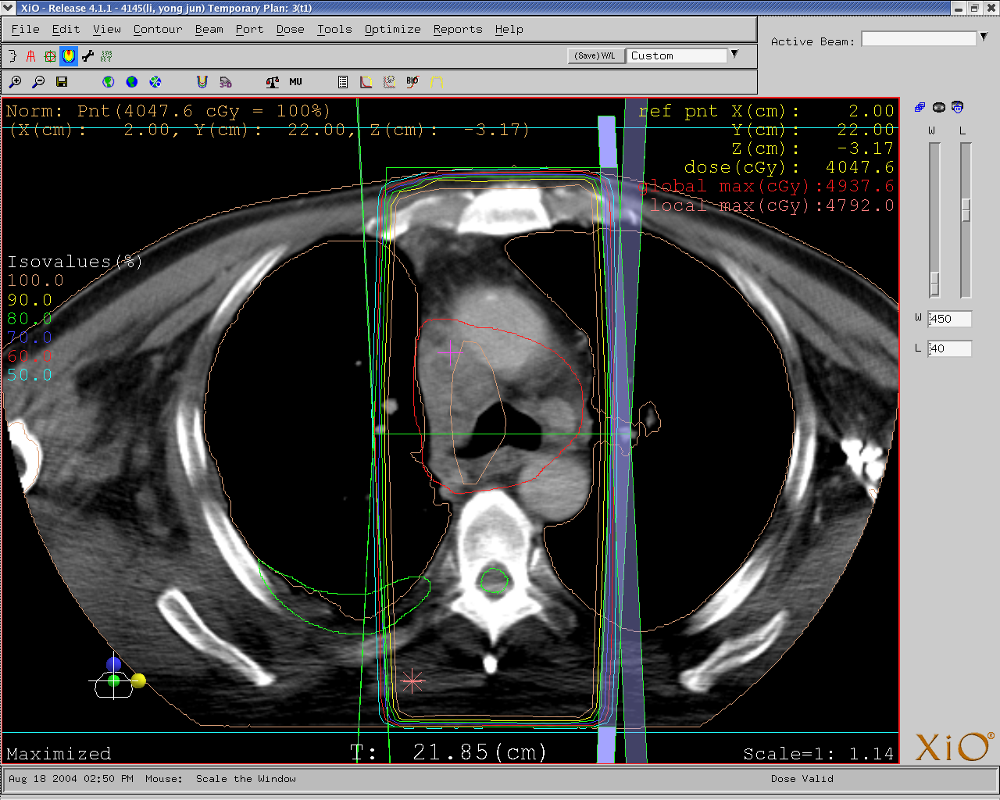 XiO - Release 4.1.1 - 4145(li, yong jun) Temporary Plan: 3(t1)
File Edit View Contour Beam Port Dose Tools Optimize Reports Help
Active Beam:
(Save) W/L Custom
MU BIO
3-D
Norm: Pnt(4047.6 cGy = 100%)
(X(cm): 2.00, Y(cm): 22.00, Z(cm): -3.17)
ref pnt X(cm): 2.00
Y(cm): 22.00
Z(cm): -3.17
dose(cGy): 4047.6
global max(cGy):4937.6
local max(cGy):4792.0
W L
Isovalues(%)
100.0
90.0
80.0
70.0
60.0
50.0
W 450
L 40
Maximized
T: 21.85(cm)
Scale=1: 1.14
XiO
Aug 18 2004 02:50 PM Mouse: Scale the Window
Dose Valid